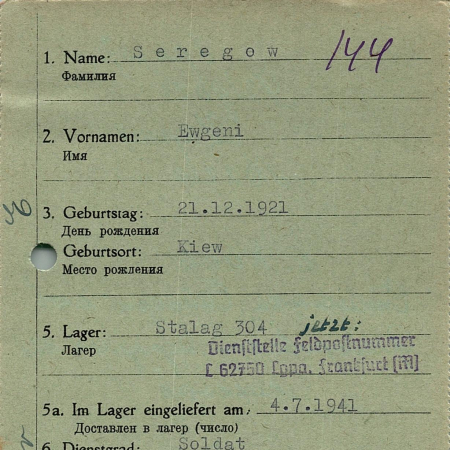 1. Name: Seregow 144
Фамилия
2. Vornamen: Ewgeni
Имя
3. Geburtstag: 21.12.1921
День рождения
Geburtsort: Kiew
Место рождения
5. Lager: Stalag 304 jetzt:
Лагер
Dienststelle Feldpostnummer
L 62750 Lgpa. Frankfurt (M)
5a. Im Lager eingeliefert am 4.7.1941
Доставлен в лагер (число)
6. Dienstgrad: Soldat